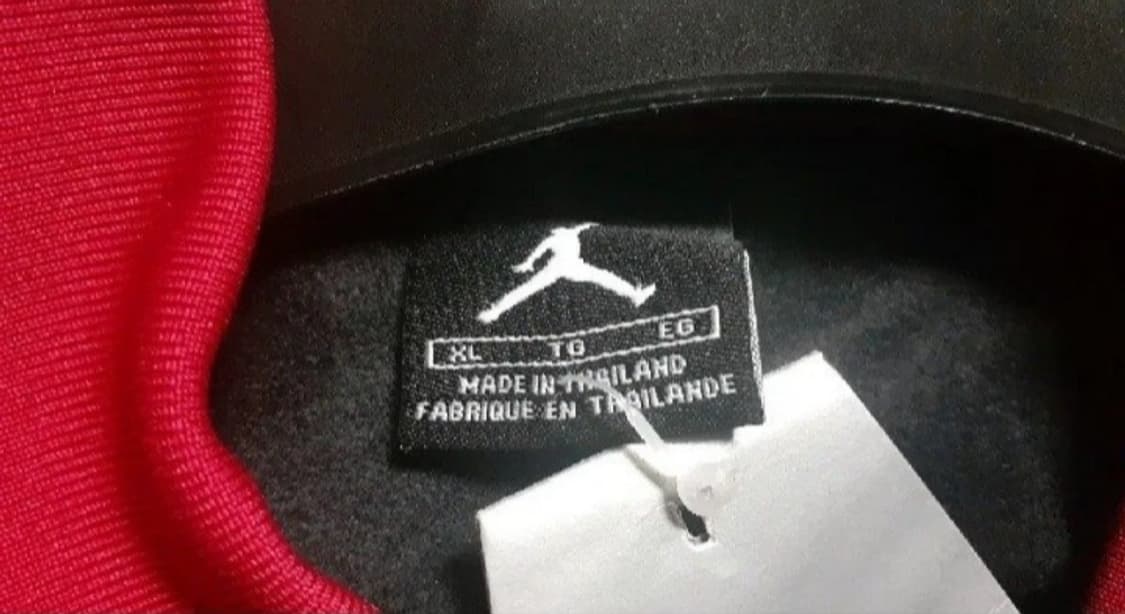 XL TG EG
MADE IN THAILAND
FABRIQUE EN THAILANDE